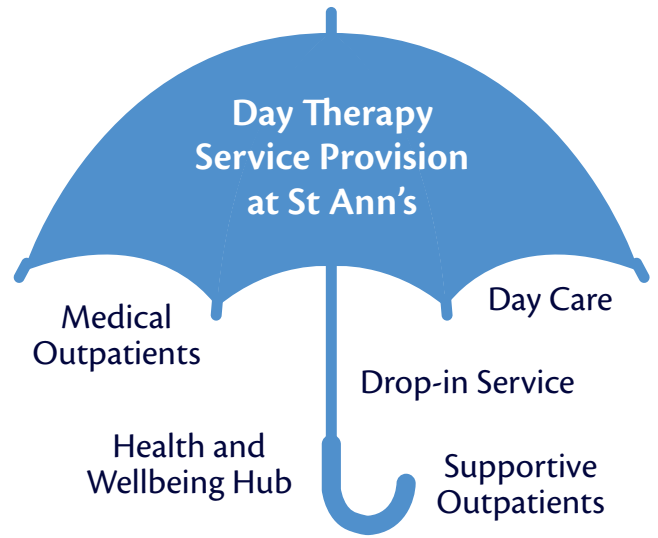 Day Therapy
Service Provision
at St Ann’s
Medical
Outpatients
Day Care
Drop-in Service
Health and
Wellbeing Hub
Supportive
Outpatients